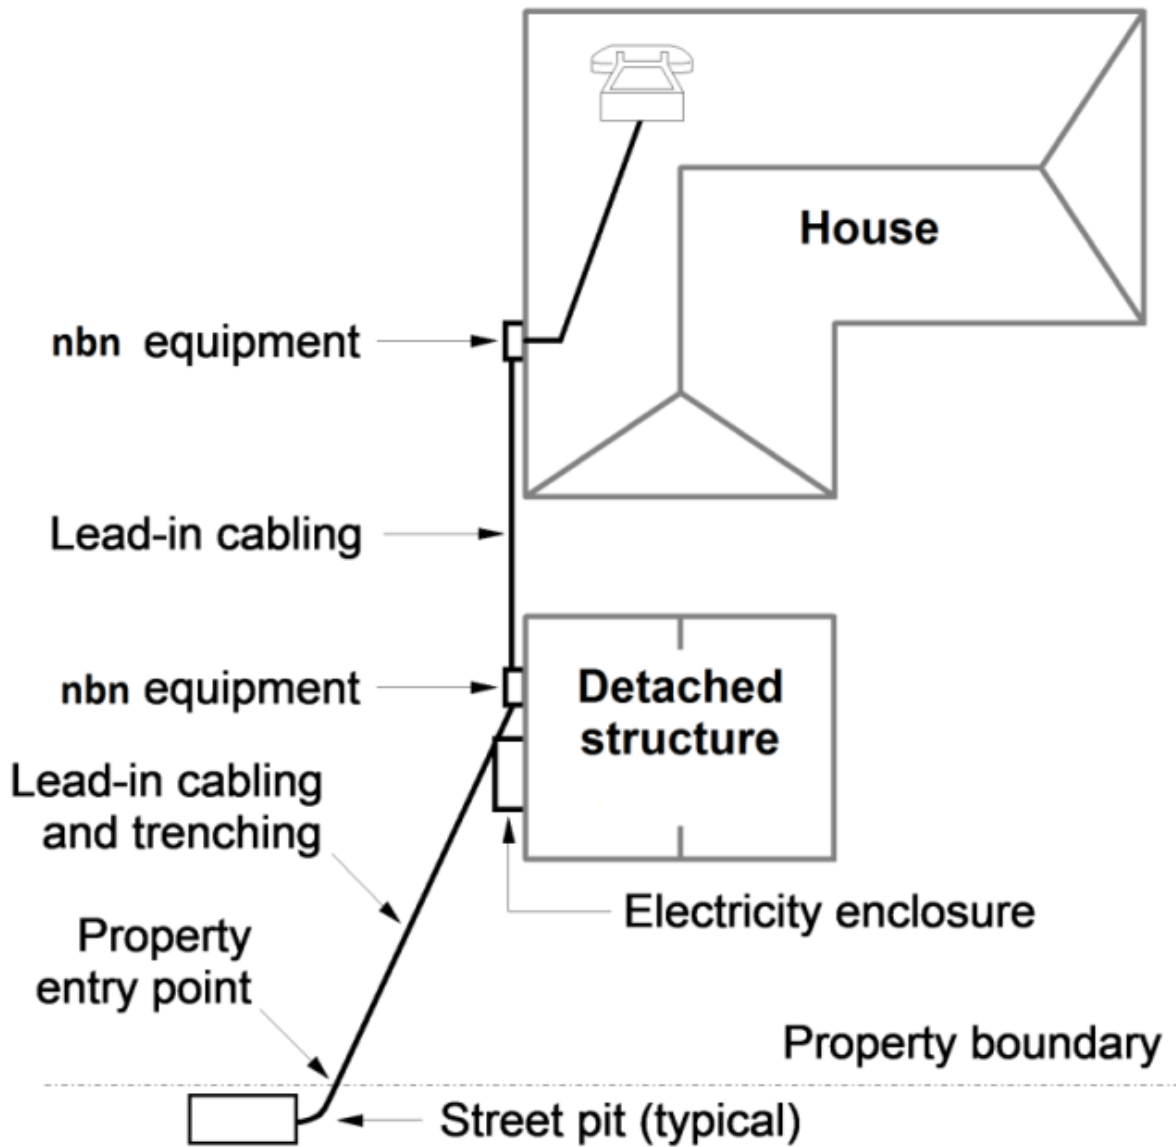 House
nbn equipment
Lead-in cabling
nbn equipment
Detached
structure
Lead-in cabling
and trenching
Electricity enclosure
Property
entry point
Property boundary
Street pit (typical)